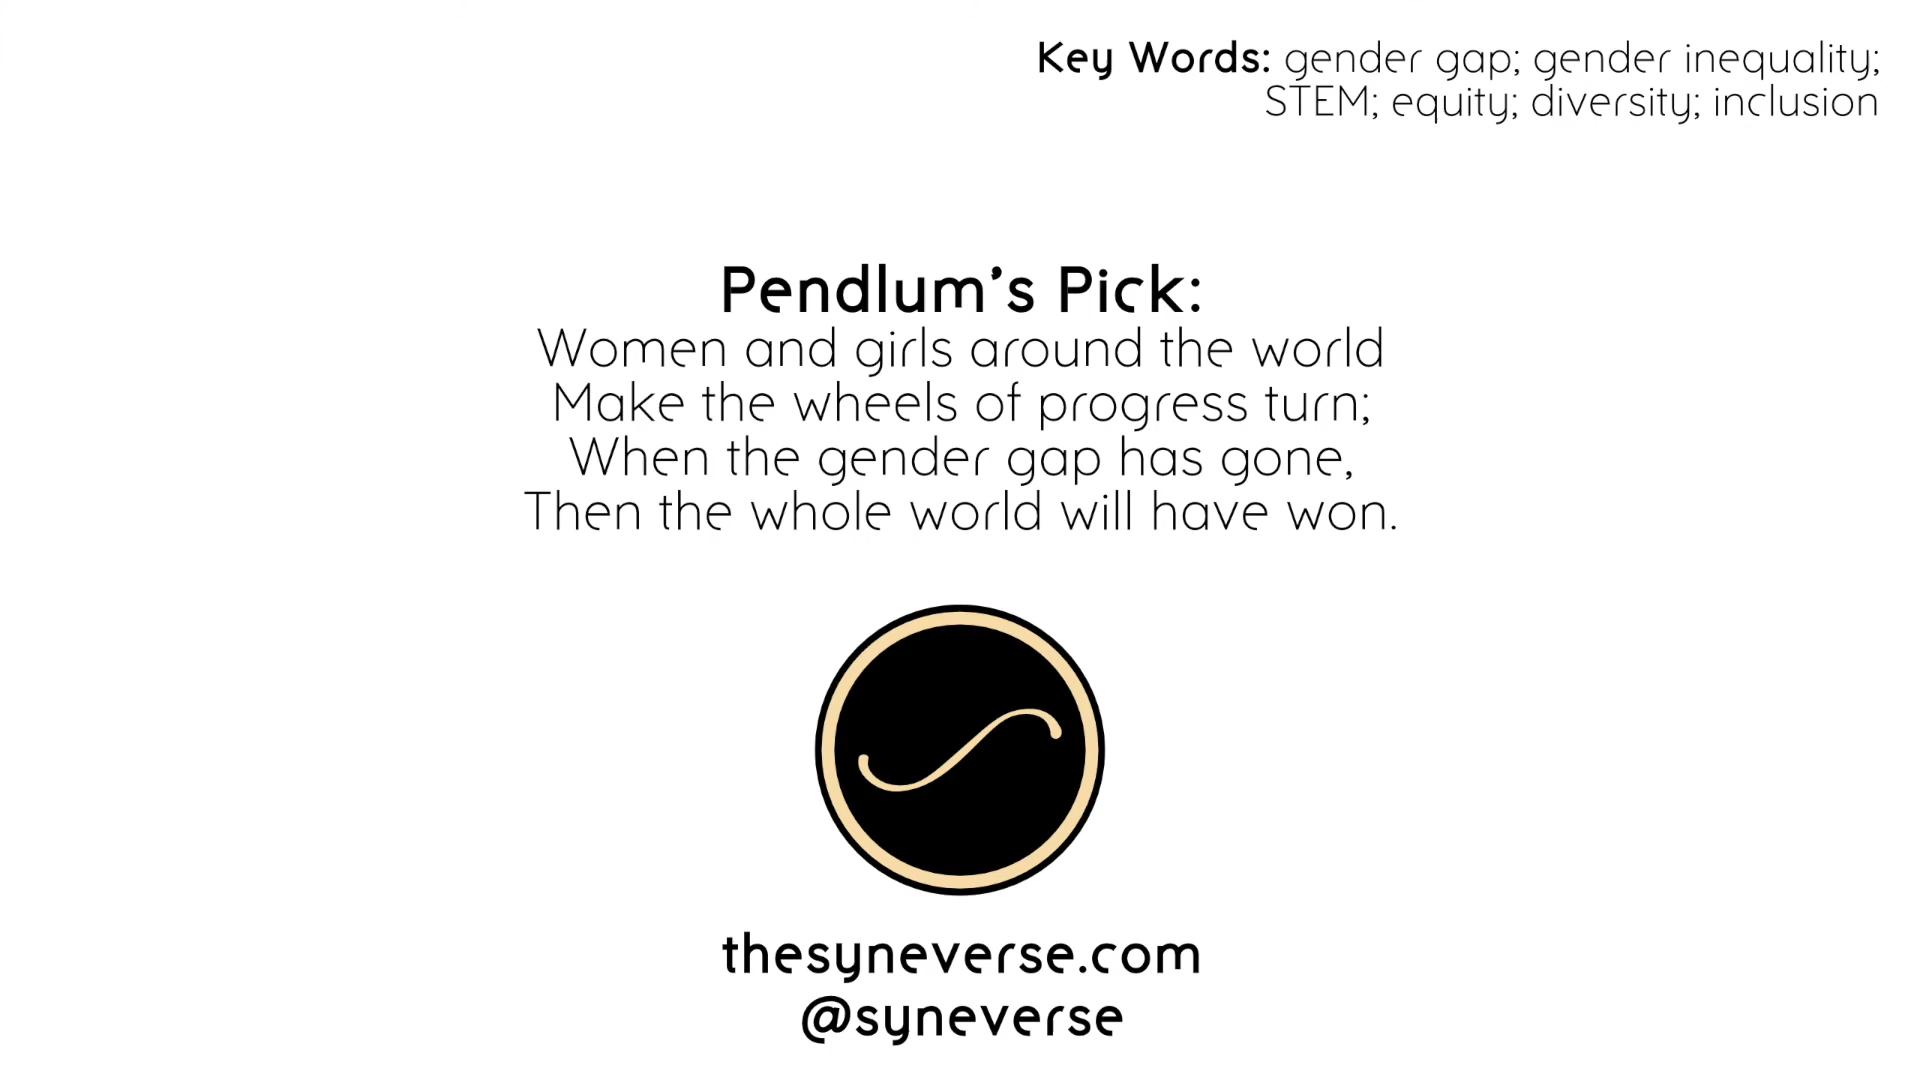 Key Words: gender gap; gender inequality;
STEM; equity; diversity; inclusion
Pendlum's Pick:
Women and girls around the world
Make the wheels of progress turn;
When the gender gap has gone,
Then the whole world will have won.
thesyneverse.com
@syneverse